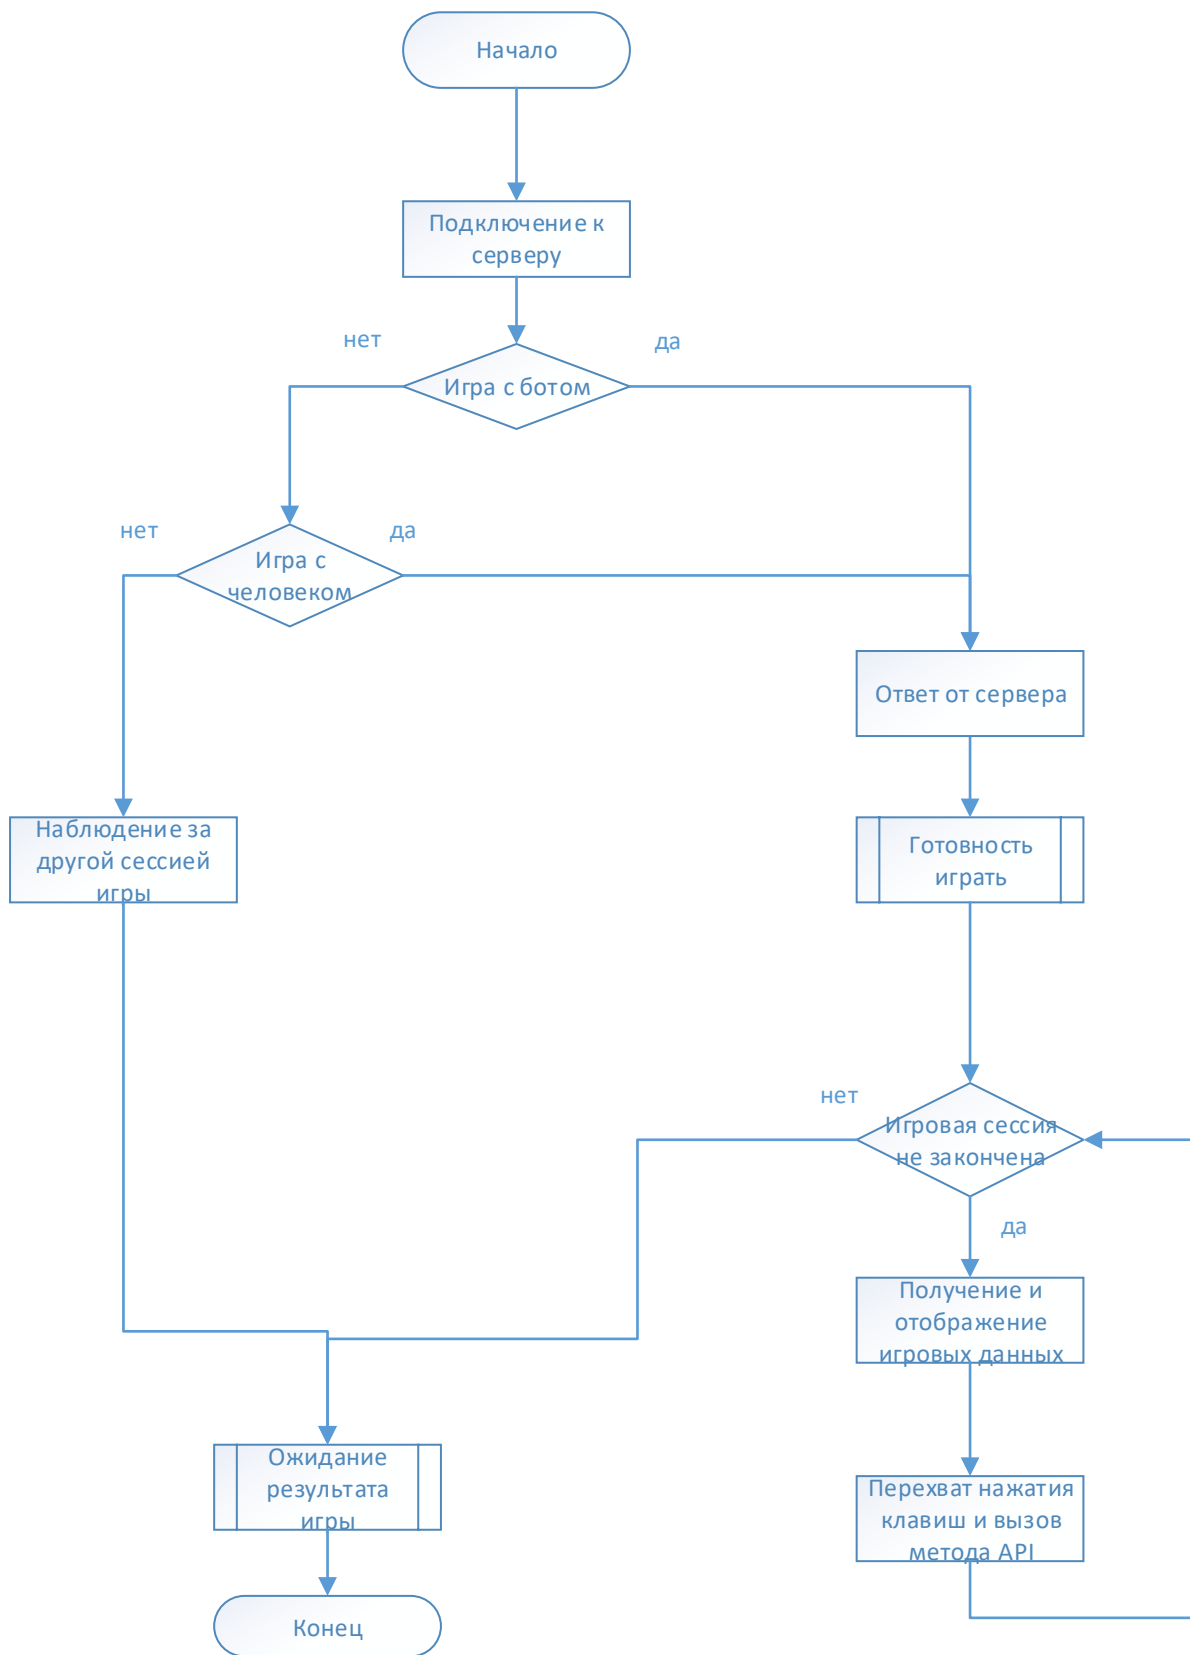 Начало
Подключение к
серверу
нет
да
Игра с ботом
нет
да
Игра с
человеком
Ответ от сервера
Наблюдение за
другой сессией
игры
Готовность
играть
нет
Игровая сессия
не закончена
да
Получение и
отображение
игровых данных
Ожидание
результата
игры
Перехват нажатия
клавиш и вызов
метода API
Конец